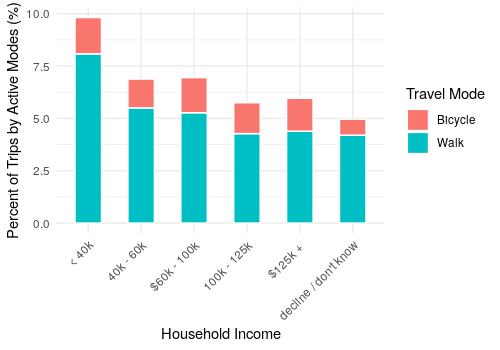 Percent of Trips by Active Modes (%)
10.0
7.5
5.0
2.5
0.0
< 40k
40k - 60k
$60k - 100k
100k - 125k
$125k +
decline / don't know
Household Income
Travel Mode
Bicycle
Walk